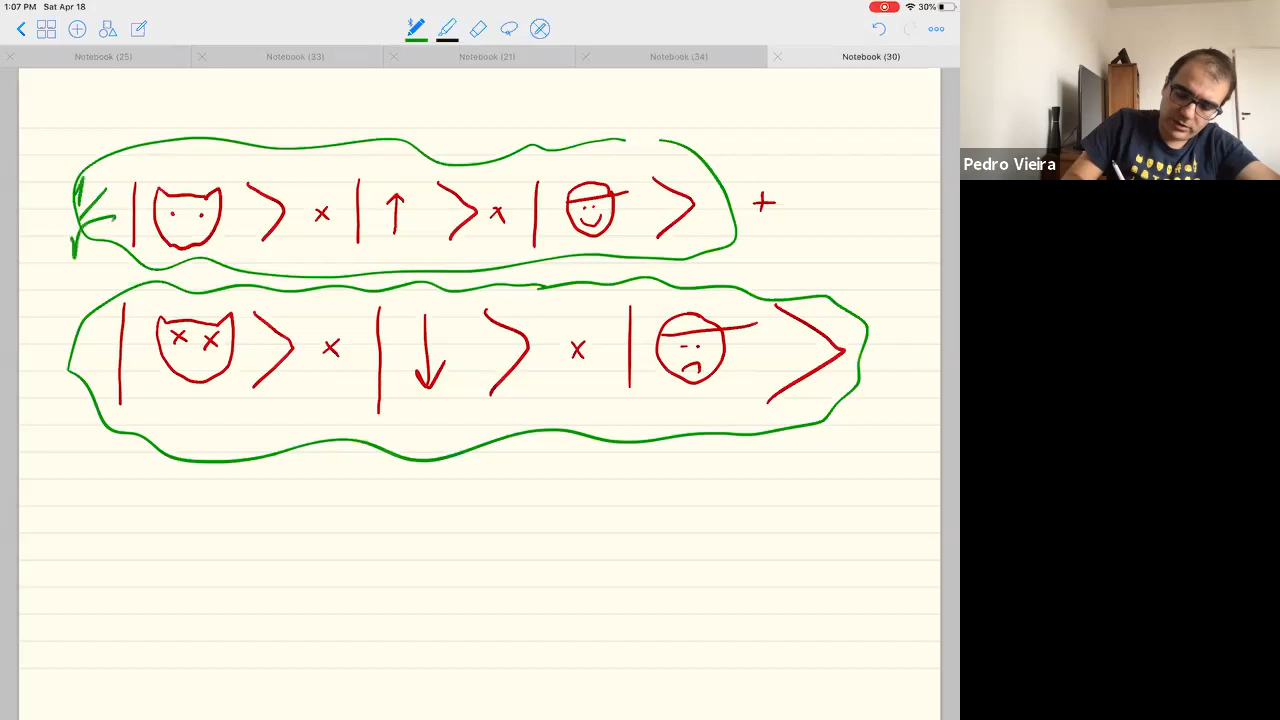 1:07 PM Sat Apr 18
30%
Notebook (25)
Notebook (33)
Notebook (21)
Notebook (34)
Notebook (30)
| > x | ↑ > x | > +
| x x > x | ↓ > x | >
Pedro Vieira